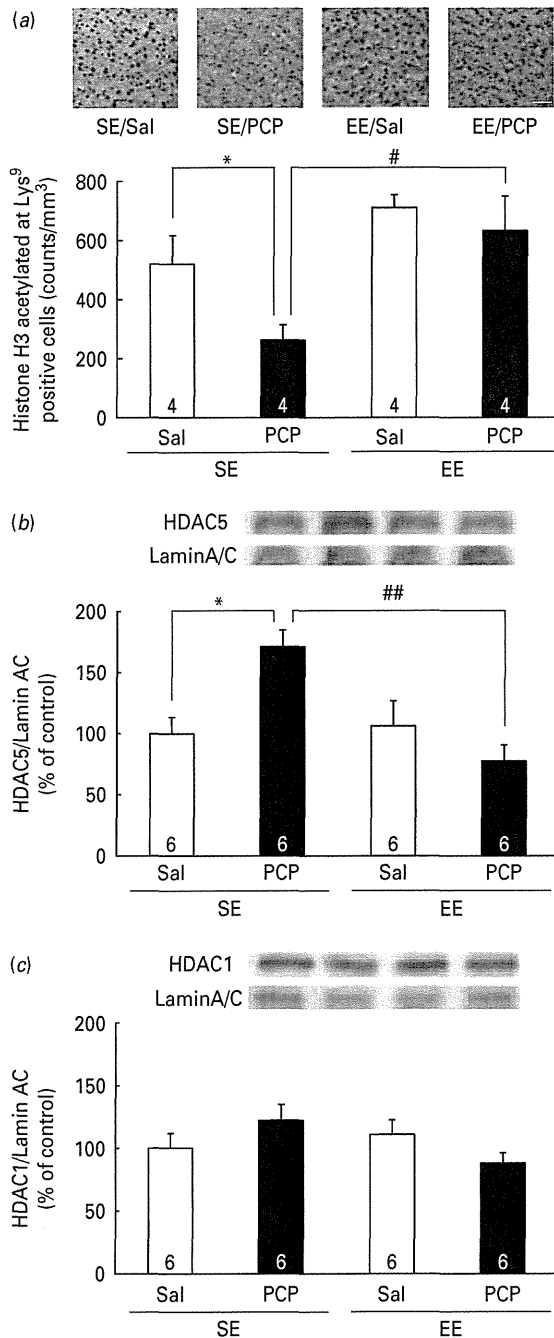 (a)
SE/Sal SE/PCP EE/Sal EE/PCP
Histone H3 acetylated at Lys⁹
positive cells (counts/mm³)
800
600
400
200
0
* #
4 4 4 4
Sal PCP Sal PCP
SE EE
(b)
HDAC5
LaminA/C
HDAC5/Lamin AC
(% of control)
200
150
100
50
0
* ##
6 6 6 6
Sal PCP Sal PCP
SE EE
(c)
HDAC1
LaminA/C
HDAC1/Lamin AC
(% of control)
200
150
100
50
0
6 6 6 6
Sal PCP Sal PCP
SE EE